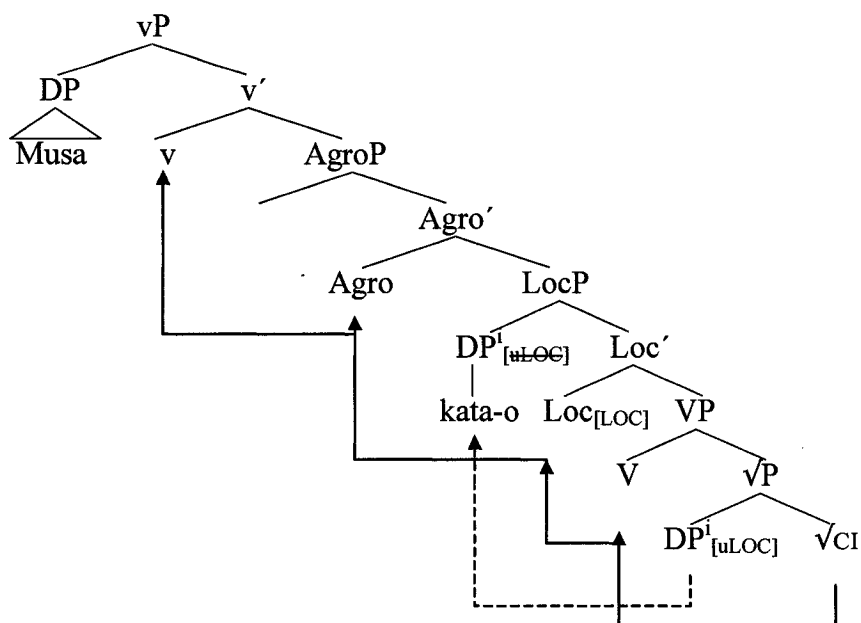 vP
DP v´
Musa v AgroP
Agro´
Agro LocP
DPⁱ[uLOC] Loc´
kata-o Loc[LOC] VP
V √P
DPⁱ[uLOC] √CI